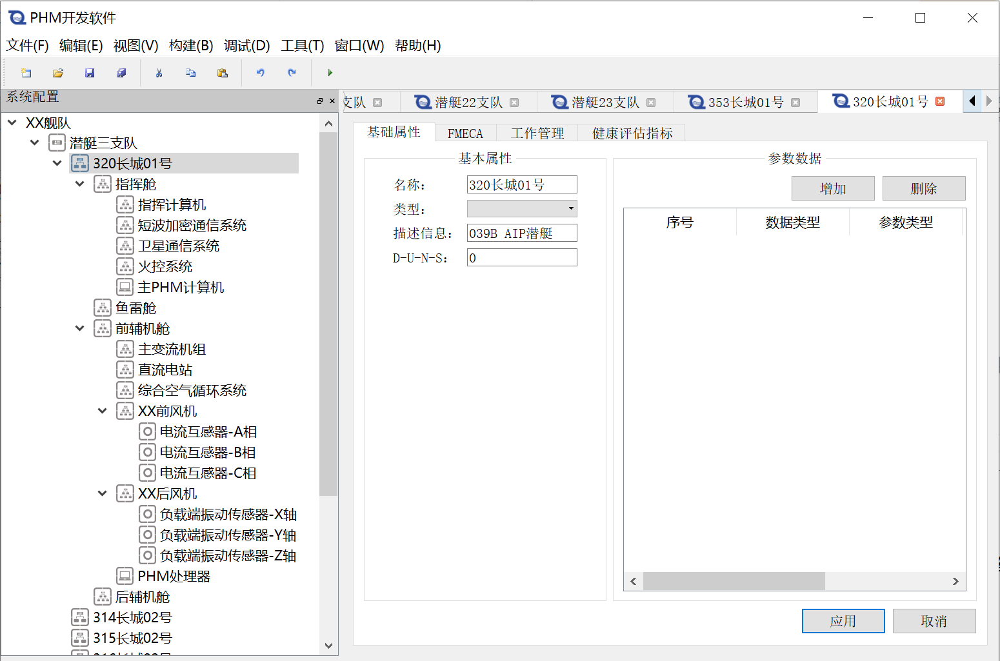 PHM开发软件
文件(F) 编辑(E) 视图(V) 构建(B) 调试(D) 工具(T) 窗口(W) 帮助(H)
系统配置
XX舰队
潜艇三支队
320长城01号
指挥舱
指挥计算机
短波加密通信系统
卫星通信系统
火控系统
主PHM计算机
鱼雷舱
前辅机舱
主变流机组
直流电站
综合空气循环系统
XX前风机
电流互感器-A相
电流互感器-B相
电流互感器-C相
XX后风机
负载端振动传感器-X轴
负载端振动传感器-Y轴
负载端振动传感器-Z轴
PHM处理器
后辅机舱
314长城02号
315长城02号
支队 潜艇22支队 潜艇23支队 353长城01号 320长城01号
基础属性 FMECA 工作管理 健康评估指标
基本属性
名称： 320长城01号
类型：
描述信息： 039B AIP潜艇
D-U-N-S： 0
参数数据
增加 删除
序号 数据类型 参数类型
应用 取消